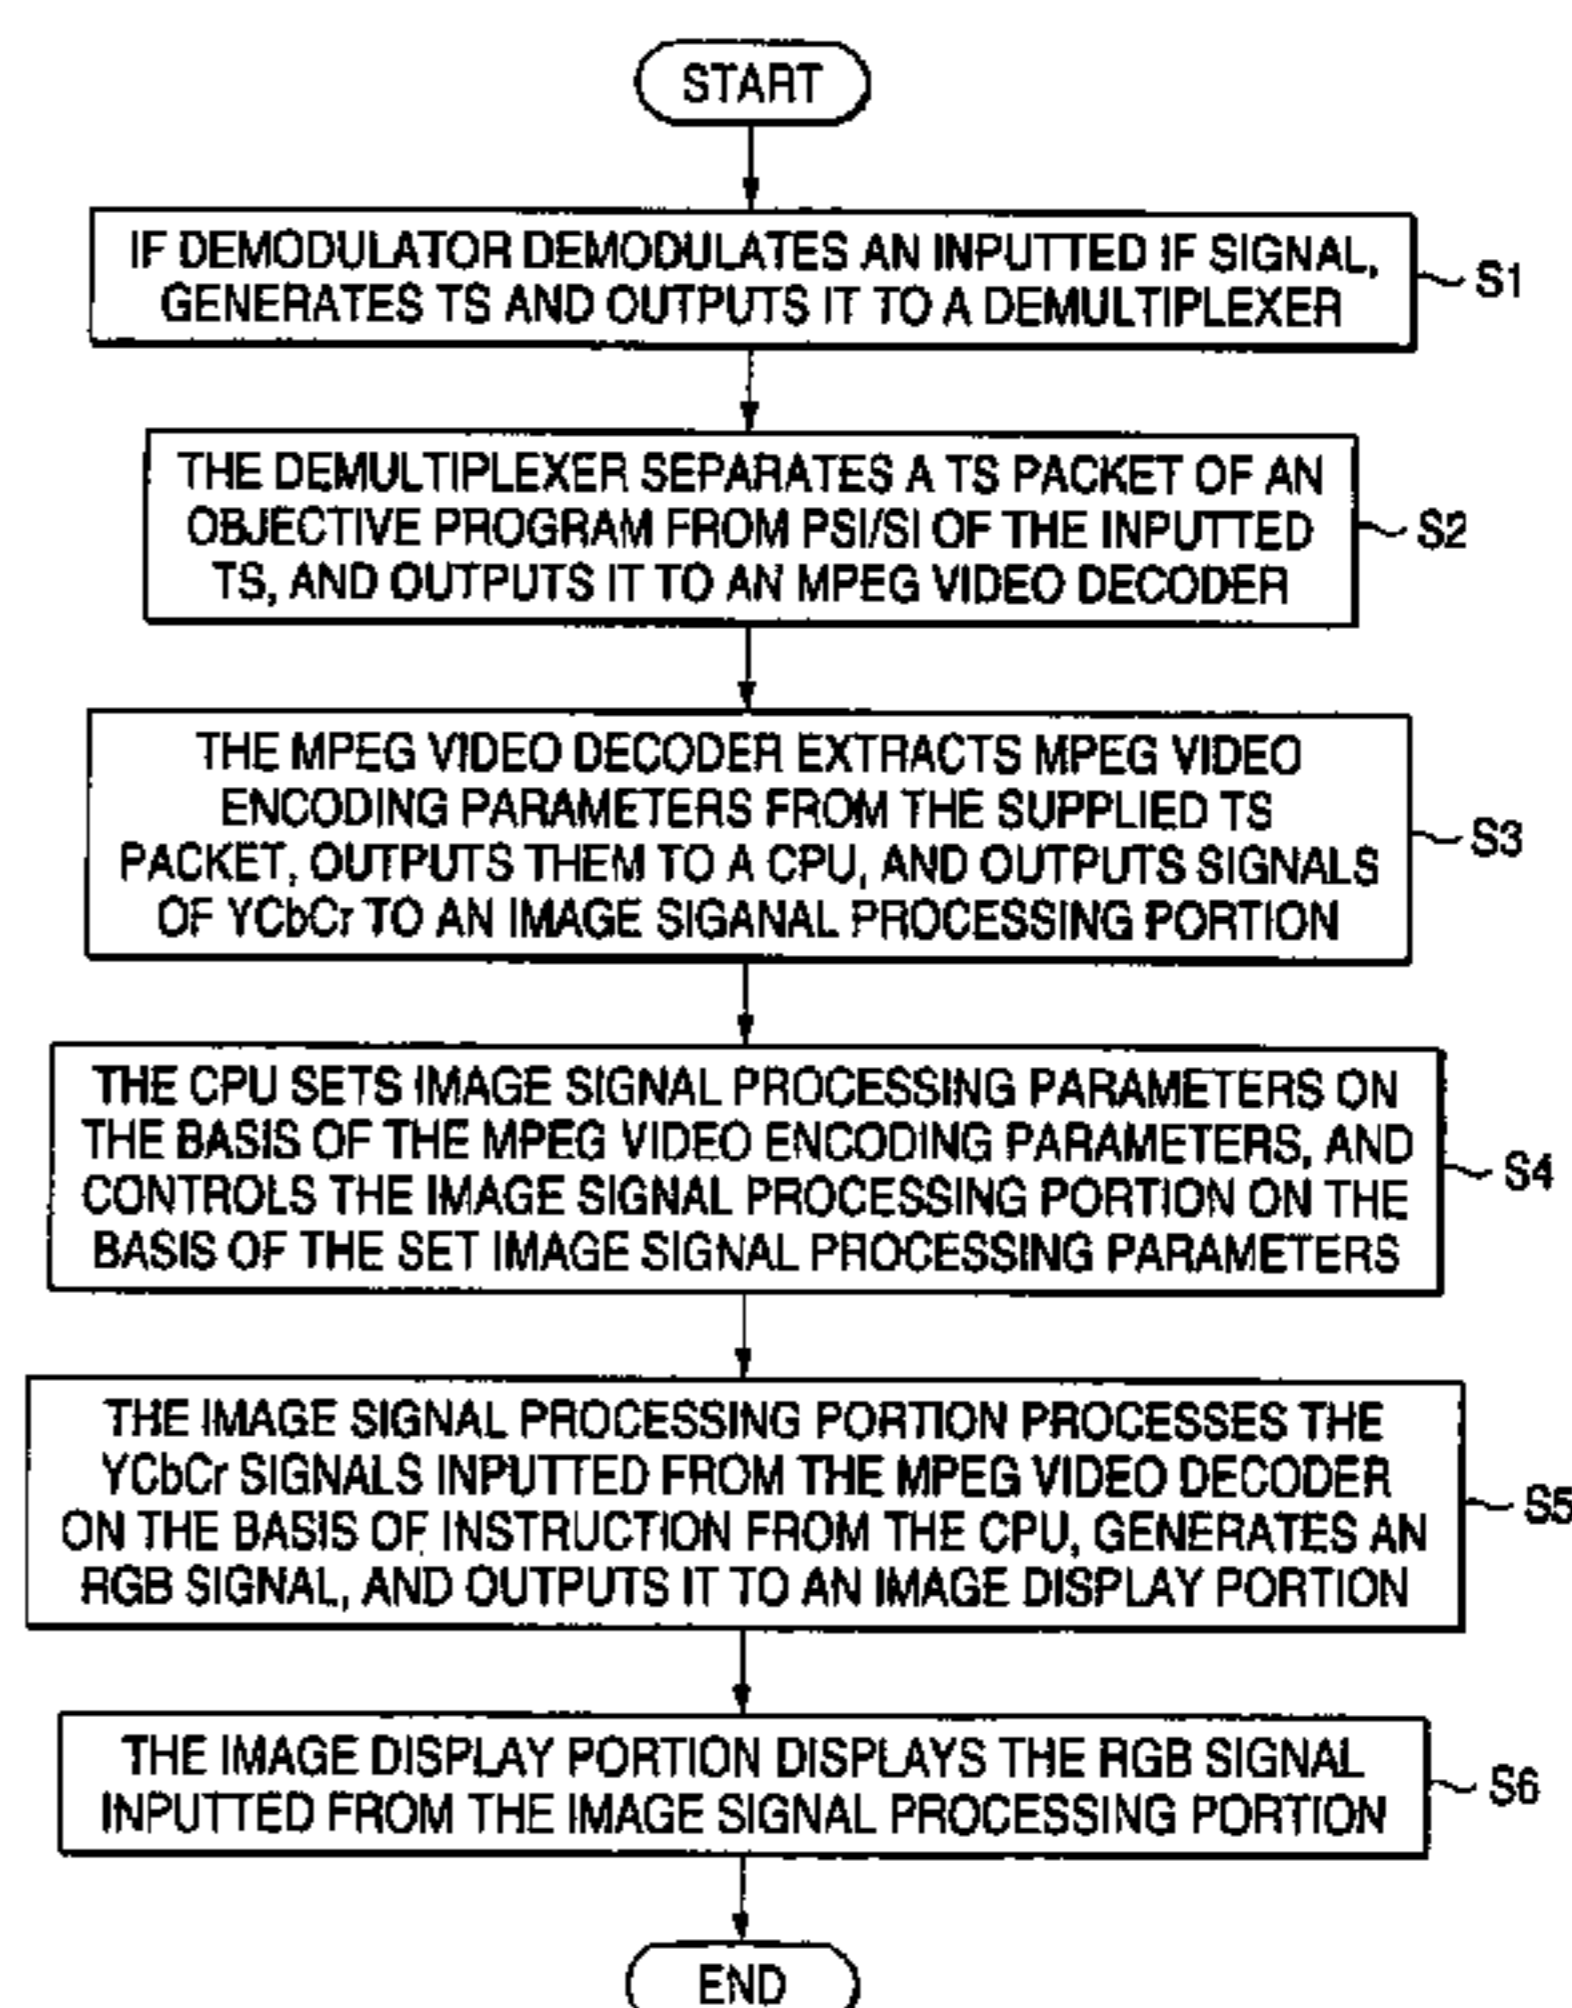 START
IF DEMODULATOR DEMODULATES AN INPUTTED IF SIGNAL,
GENERATES TS AND OUTPUTS IT TO A DEMULTIPLEXER
S1
THE DEMULTIPLEXER SEPARATES A TS PACKET OF AN
OBJECTIVE PROGRAM FROM PSI/SI OF THE INPUTTED
TS, AND OUTPUTS IT TO AN MPEG VIDEO DECODER
S2
THE MPEG VIDEO DECODER EXTRACTS MPEG VIDEO
ENCODING PARAMETERS FROM THE SUPPLIED TS
PACKET, OUTPUTS THEM TO A CPU, AND OUTPUTS SIGNALS
OF YCbCr TO AN IMAGE SIGANAL PROCESSING PORTION
S3
THE CPU SETS IMAGE SIGNAL PROCESSING PARAMETERS ON
THE BASIS OF THE MPEG VIDEO ENCODING PARAMETERS, AND
CONTROLS THE IMAGE SIGNAL PROCESSING PORTION ON THE
BASIS OF THE SET IMAGE SIGNAL PROCESSING PARAMETERS
S4
THE IMAGE SIGNAL PROCESSING PORTION PROCESSES THE
YCbCr SIGNALS INPUTTED FROM THE MPEG VIDEO DECODER
ON THE BASIS OF INSTRUCTION FROM THE CPU, GENERATES AN
RGB SIGNAL, AND OUTPUTS IT TO AN IMAGE DISPLAY PORTION
S5
THE IMAGE DISPLAY PORTION DISPLAYS THE RGB SIGNAL
INPUTTED FROM THE IMAGE SIGNAL PROCESSING PORTION
S6
END